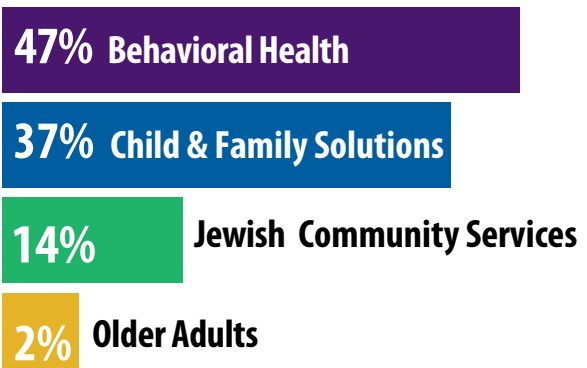 47% Behavioral Health
37% Child & Family Solutions
14% Jewish Community Services
2% Older Adults